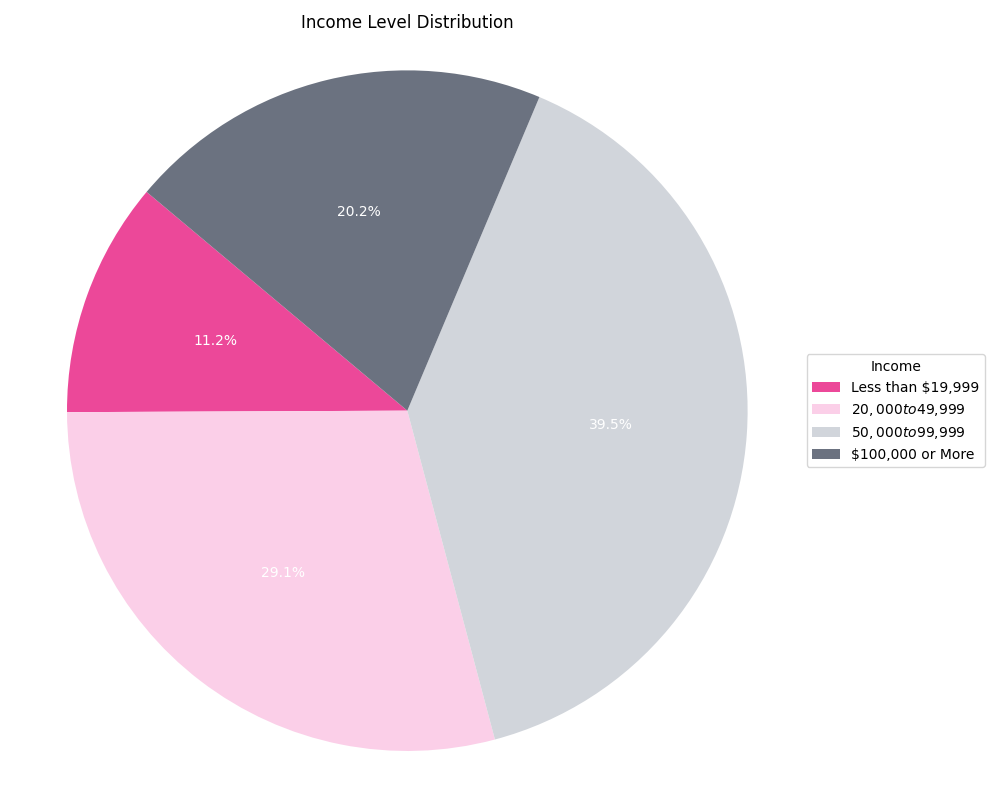 Income Level Distribution
20.2%
11.2%
39.5%
29.1%
Income
Less than $19,999
20,000to49,999
50,000to99,999
$100,000 or More